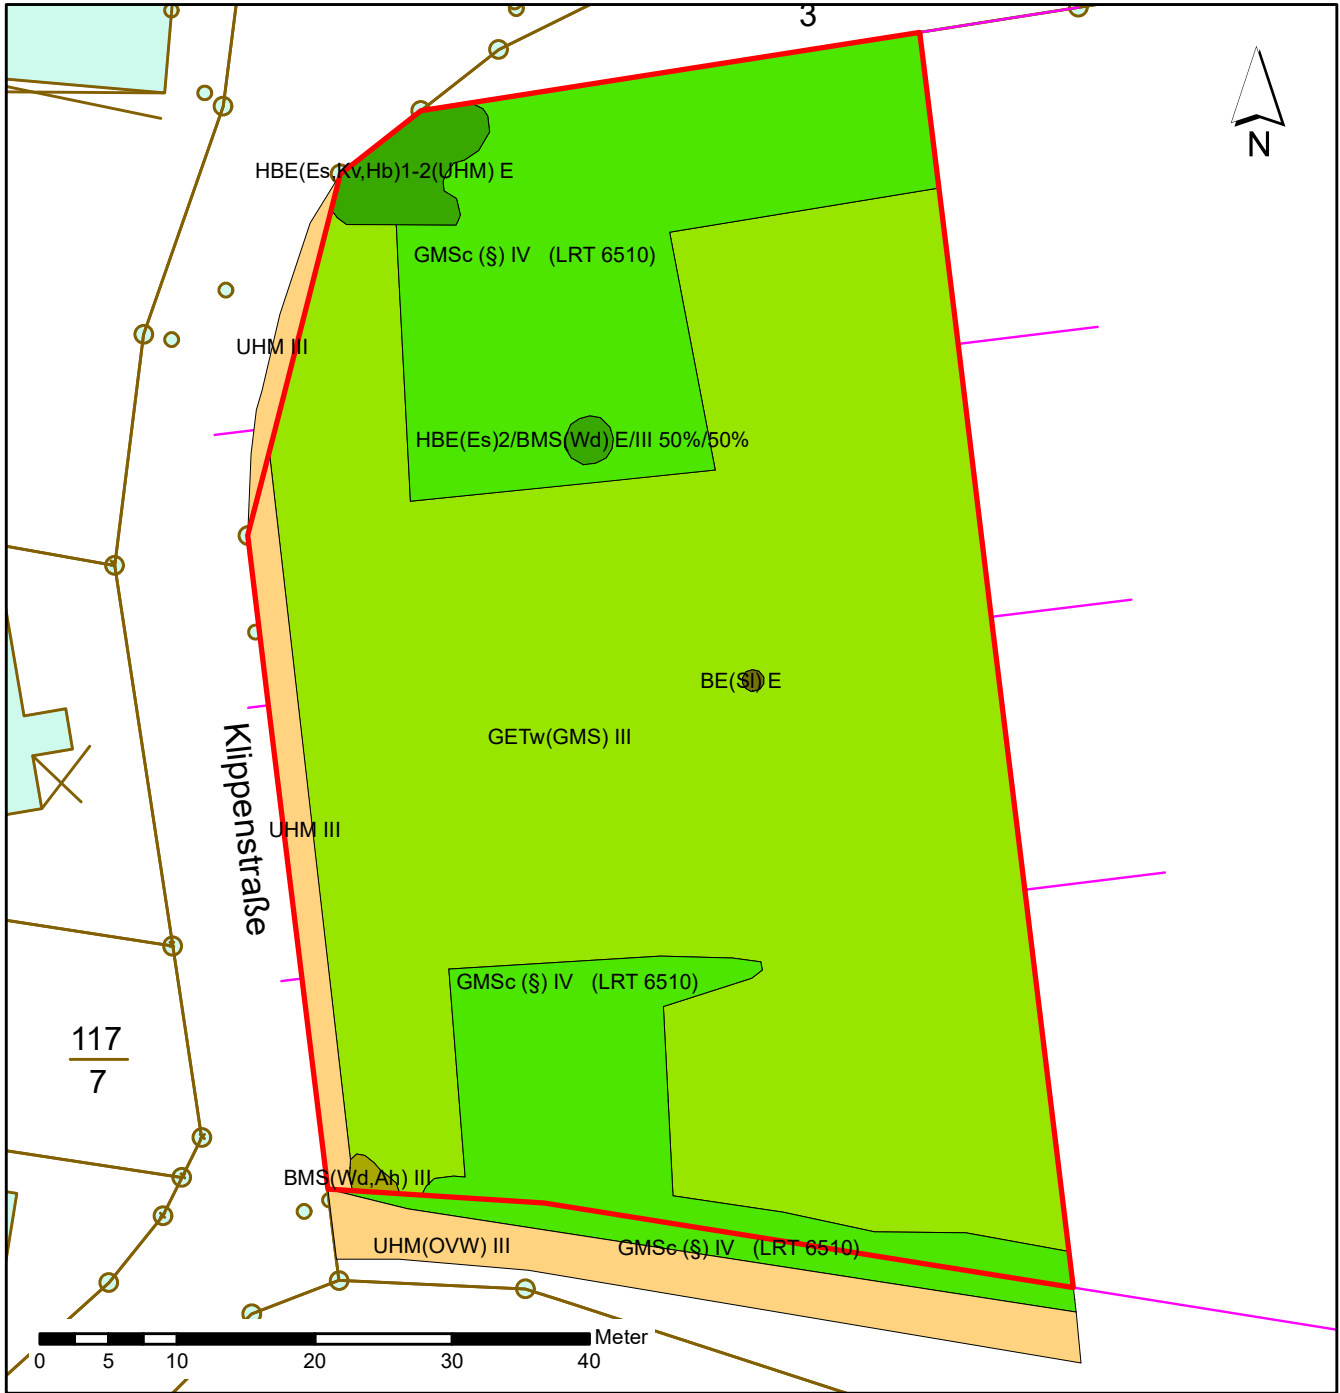 3
N
HBE(Es,Kv,Hb)1-2(UHM) E
GMSc (§) IV (LRT 6510)
UHM III
HBE(Es)2/BMS(Wd) E/III 50%/50%
BE(SI) E
GETw(GMS) III
Klippenstraße
UHM III
GMSc (§) IV (LRT 6510)
117
7
BMS(Wd,Ah) III
UHM(OVW) III
GMSc (§) IV (LRT 6510)
Meter
0 5 10 20 30 40